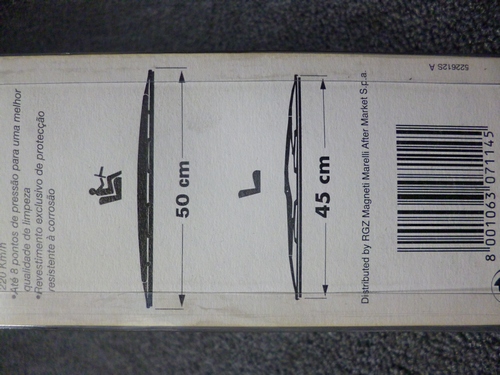 220 Km/h
*Até 8 pontos de pressão para uma melhor
qualidade de limpeza
*Revestimento exclusivo de protecção
resistente à corrosão
50 cm
45 cm
Distributed by RGZ Magneti Marelli After Market S.p.a.
8 001063 071145
522612S A